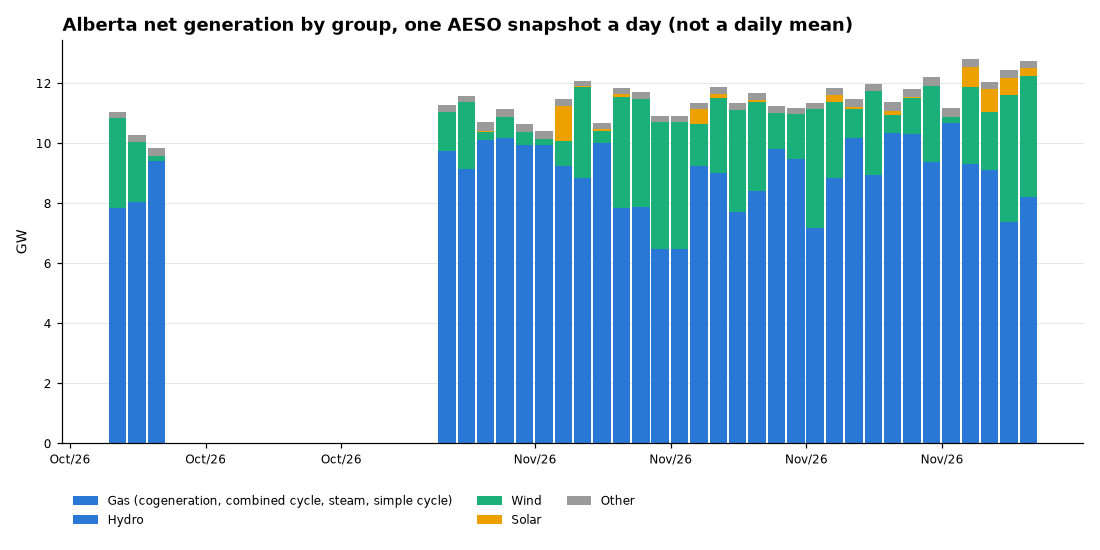 Alberta net generation by group, one AESO snapshot a day (not a daily mean)
GW
12
10
8
6
4
2
0
Oct/26 Oct/26 Oct/26 Nov/26 Nov/26 Nov/26 Nov/26
Gas (cogeneration, combined cycle, steam, simple cycle) Wind Other
Hydro Solar